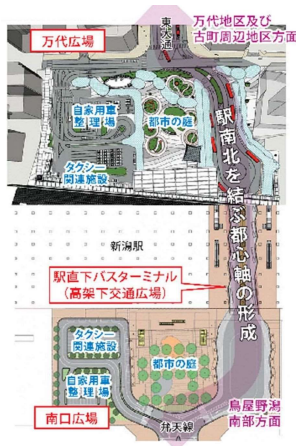 万代広場
東大通
万代地区及び
古町周辺地区方面
自家用車
整理場
都市の庭
タクシー
関連施設
駅南北を結ぶ都心軸の形成
新潟駅
駅直下バスターミナル
（高架下交通広場）
タクシー
関連施設
都市の庭
自家用車
整理場
鳥屋野潟
南部方面
南口広場
弁天線